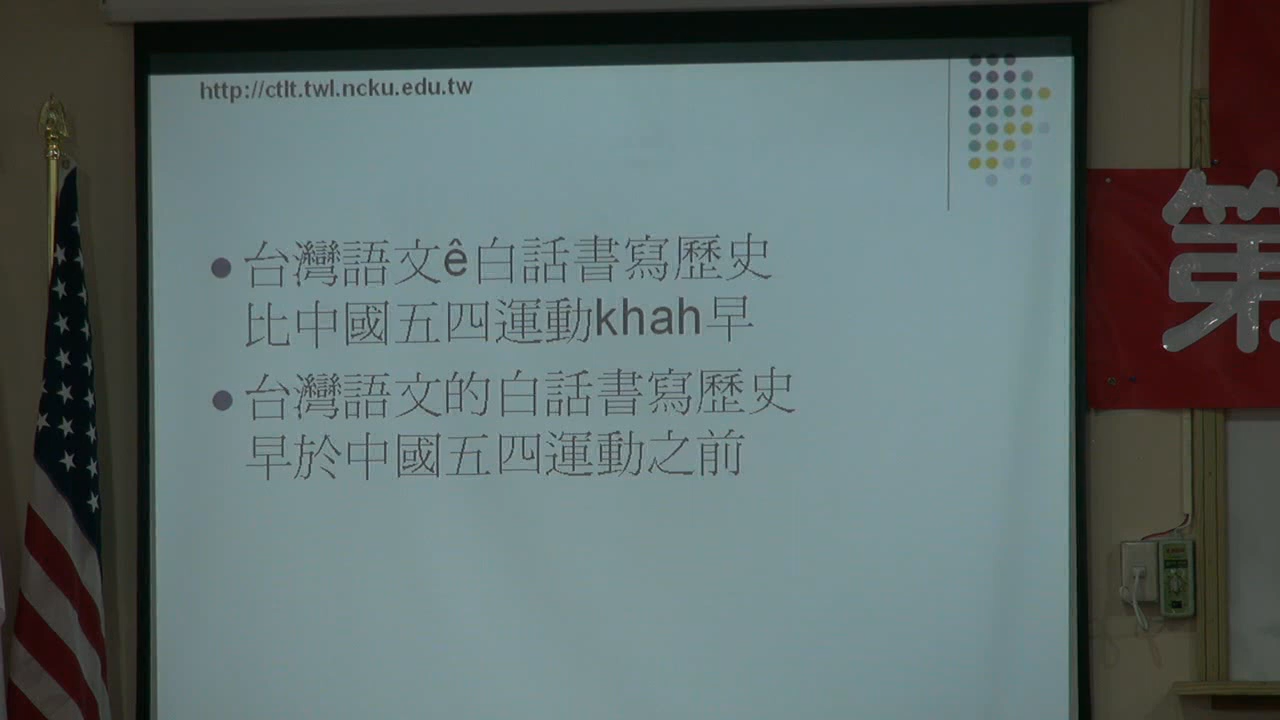 http://ctlt.twl.ncku.edu.tw
台灣語文ê白話書寫歷史
比中國五四運動khah早
台灣語文的白話書寫歷史
早於中國五四運動之前
第